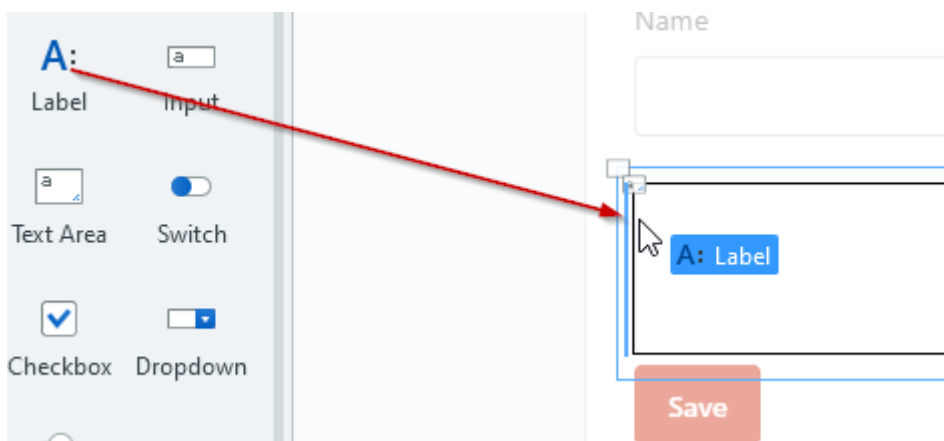 Name
A:
a
Label
Input
a
Text Area
Switch
A: Label
Checkbox
Dropdown
Save